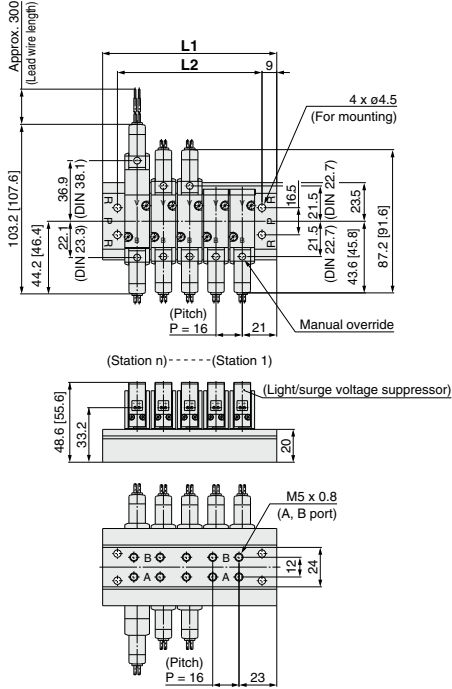 Approx. 300
(Lead wire length)
L1
L2
9
4 x ø4.5
(For mounting)
103.2 [107.6]
44.2 [46.4]
36.9
(DIN 38.1)
22.1
(DIN 23.3)
R
P
R
V
V
V
V
V
B
B
B
B
B
R
P
R
16.5
21.5
(DIN 22.7)
21.5
(DIN 22.7)
23.5
43.6 [45.8]
87.2 [91.6]
(Pitch)
P = 16
21
Manual override
(Station n)------(Station 1)
(Light/surge voltage suppressor)
48.6 [55.6]
33.2
20
M5 x 0.8
(A, B port)
B
B
A
A
12
24
(Pitch)
P = 16
23